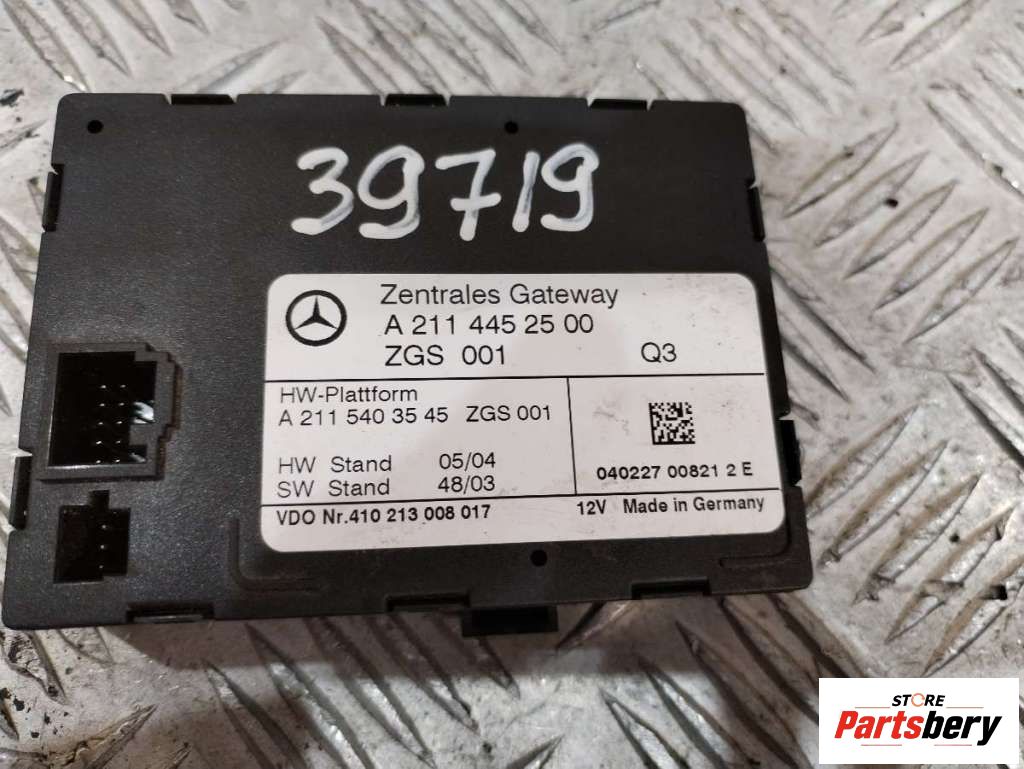 39719
Zentrales Gateway
A 211 445 25 00
ZGS 001 Q3
HW-Plattform
A 211 540 35 45 ZGS 001
HW Stand 05/04
SW Stand 48/03
040227 00821 2 E
VDO Nr.410 213 008 017 12V Made in Germany
STORE
Partsbery